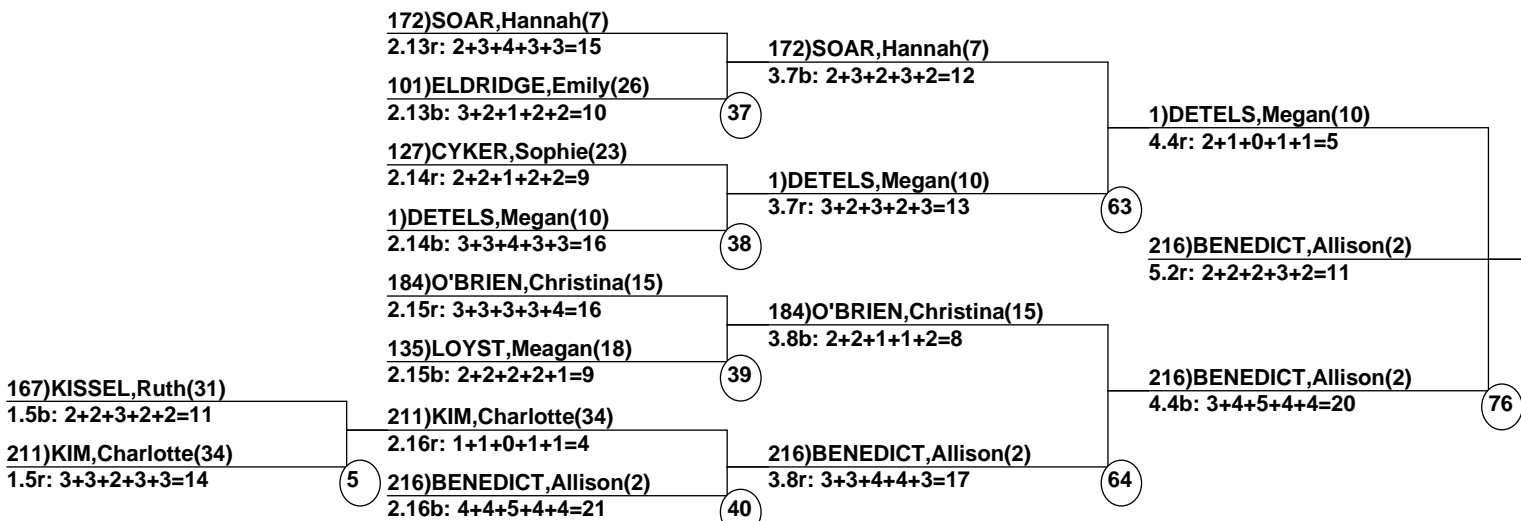 172)SOAR,Hannah(7)
2.13r: 2+3+4+3+3=15
101)ELDRIDGE,Emily(26)
2.13b: 3+2+1+2+2=10
37
127)CYKER,Sophie(23)
2.14r: 2+2+1+2+2=9
1)DETELS,Megan(10)
2.14b: 3+3+4+3+3=16
38
184)O'BRIEN,Christina(15)
2.15r: 3+3+3+3+4=16
135)LOYST,Meagan(18)
2.15b: 2+2+2+2+1=9
39
167)KISSEL,Ruth(31)
1.5b: 2+2+3+2+2=11
211)KIM,Charlotte(34)
1.5r: 3+3+2+3+3=14
5
211)KIM,Charlotte(34)
2.16r: 1+1+0+1+1=4
216)BENEDICT,Allison(2)
2.16b: 4+4+5+4+4=21
40
172)SOAR,Hannah(7)
3.7b: 2+3+2+3+2=12
1)DETELS,Megan(10)
3.7r: 3+2+3+2+3=13
63
184)O'BRIEN,Christina(15)
3.8b: 2+2+1+1+2=8
216)BENEDICT,Allison(2)
3.8r: 3+3+4+4+3=17
64
1)DETELS,Megan(10)
4.4r: 2+1+0+1+1=5
216)BENEDICT,Allison(2)
4.4b: 3+4+5+4+4=20
76
216)BENEDICT,Allison(2)
5.2r: 2+2+2+3+2=11